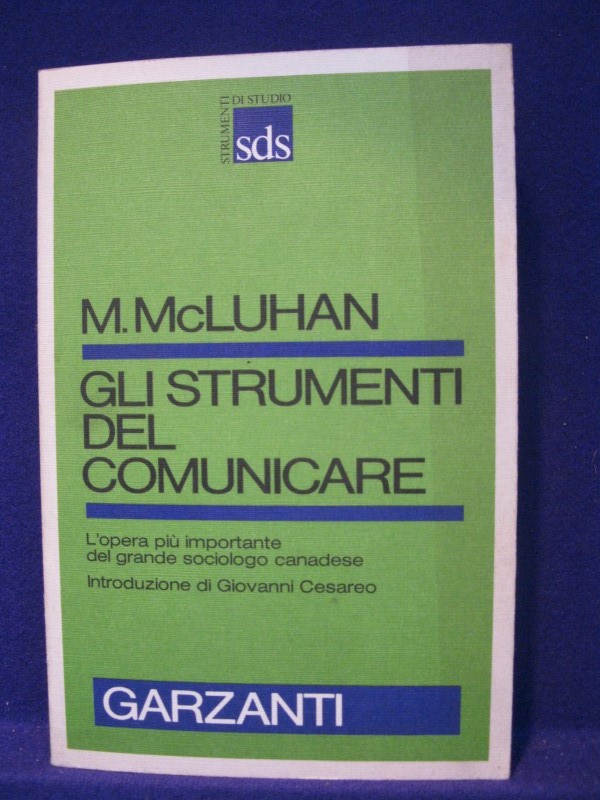 STRUMENTI
DI STUDIO
sds
M. McLUHAN
GLI STRUMENTI
DEL
COMUNICARE
L'opera più importante
del grande sociologo canadese
Introduzione di Giovanni Cesareo
GARZANTI